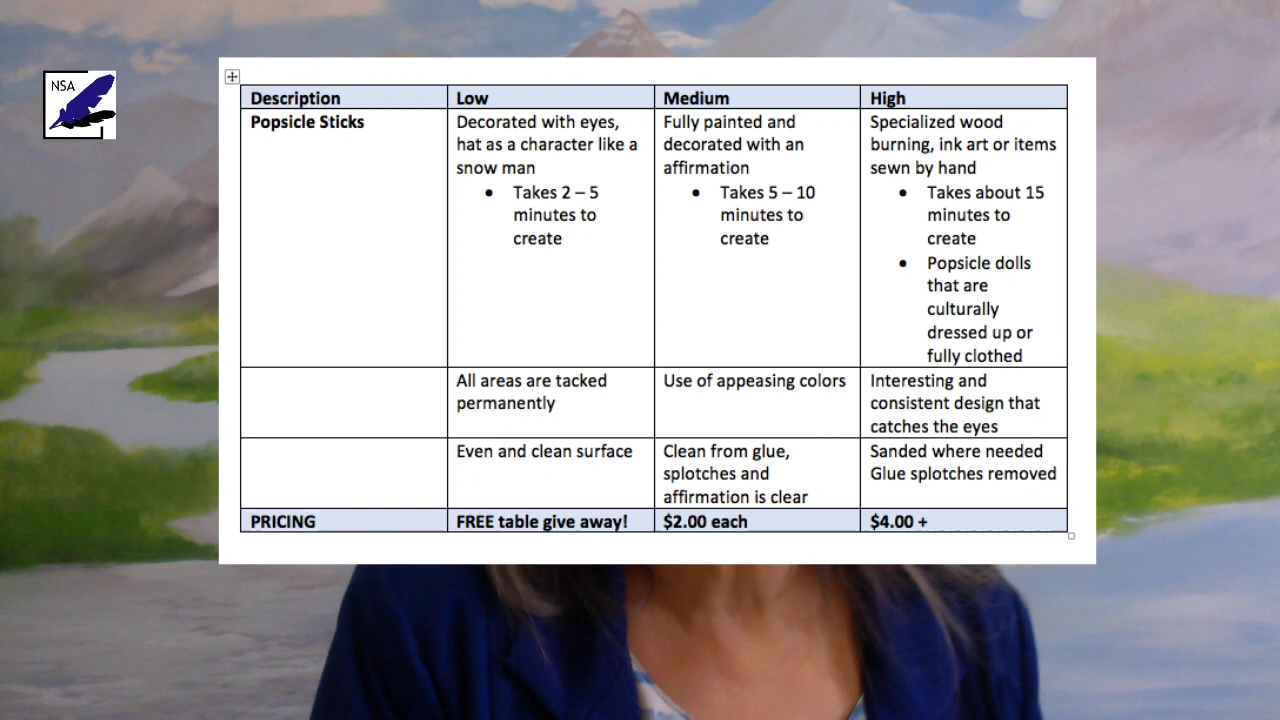 NSA
Description Low Medium High
Popsicle Sticks
Decorated with eyes,
hat as a character like a
snow man
• Takes 2 – 5
minutes to
create
Fully painted and
decorated with an
affirmation
• Takes 5 – 10
minutes to
create
Specialized wood
burning, ink art or items
sewn by hand
• Takes about 15
minutes to
create
• Popsicle dolls
that are
culturally
dressed up or
fully clothed
All areas are tacked
permanently
Use of appeasing colors
Interesting and
consistent design that
catches the eyes
Even and clean surface
Clean from glue,
splotches and
affirmation is clear
Sanded where needed
Glue splotches removed
PRICING FREE table give away! $2.00 each $4.00 +